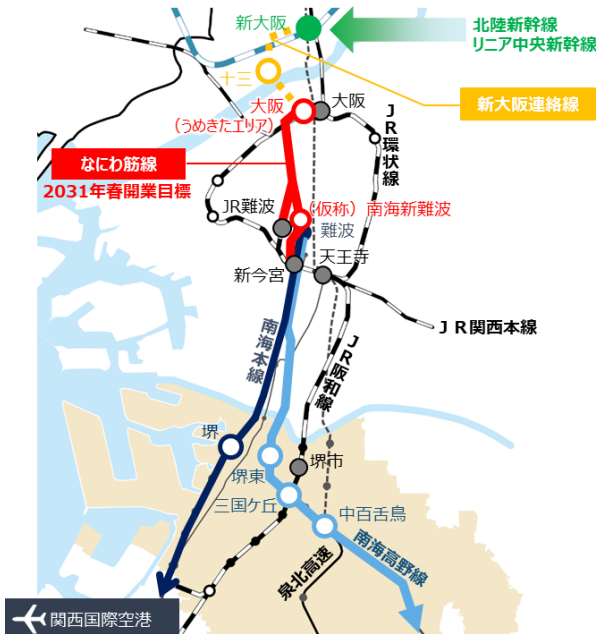 新大阪
北陸新幹線
リニア中央新幹線
十三
新大阪連絡線
大阪
(うめきたエリア)
大阪
JR環状線
なにわ筋線
2031年春開業目標
JR難波
(仮称)南海新難波
難波
新今宮
天王寺
JR関西本線
南海本線
JR阪和線
堺
堺東
堺市
三国ケ丘
中百舌鳥
南海高野線
泉北高速
関西国際空港